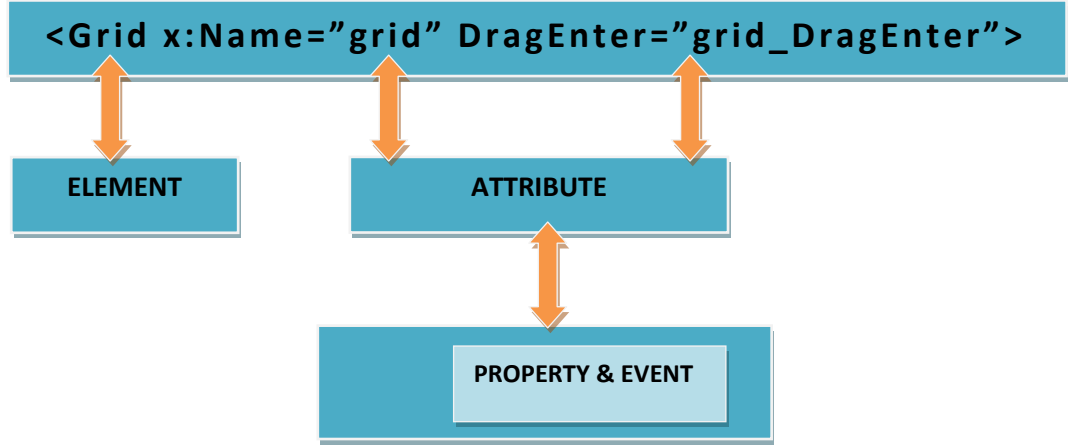 <Grid x:Name=”grid” DragEnter=”grid_DragEnter”>
ELEMENT
ATTRIBUTE
PROPERTY & EVENT